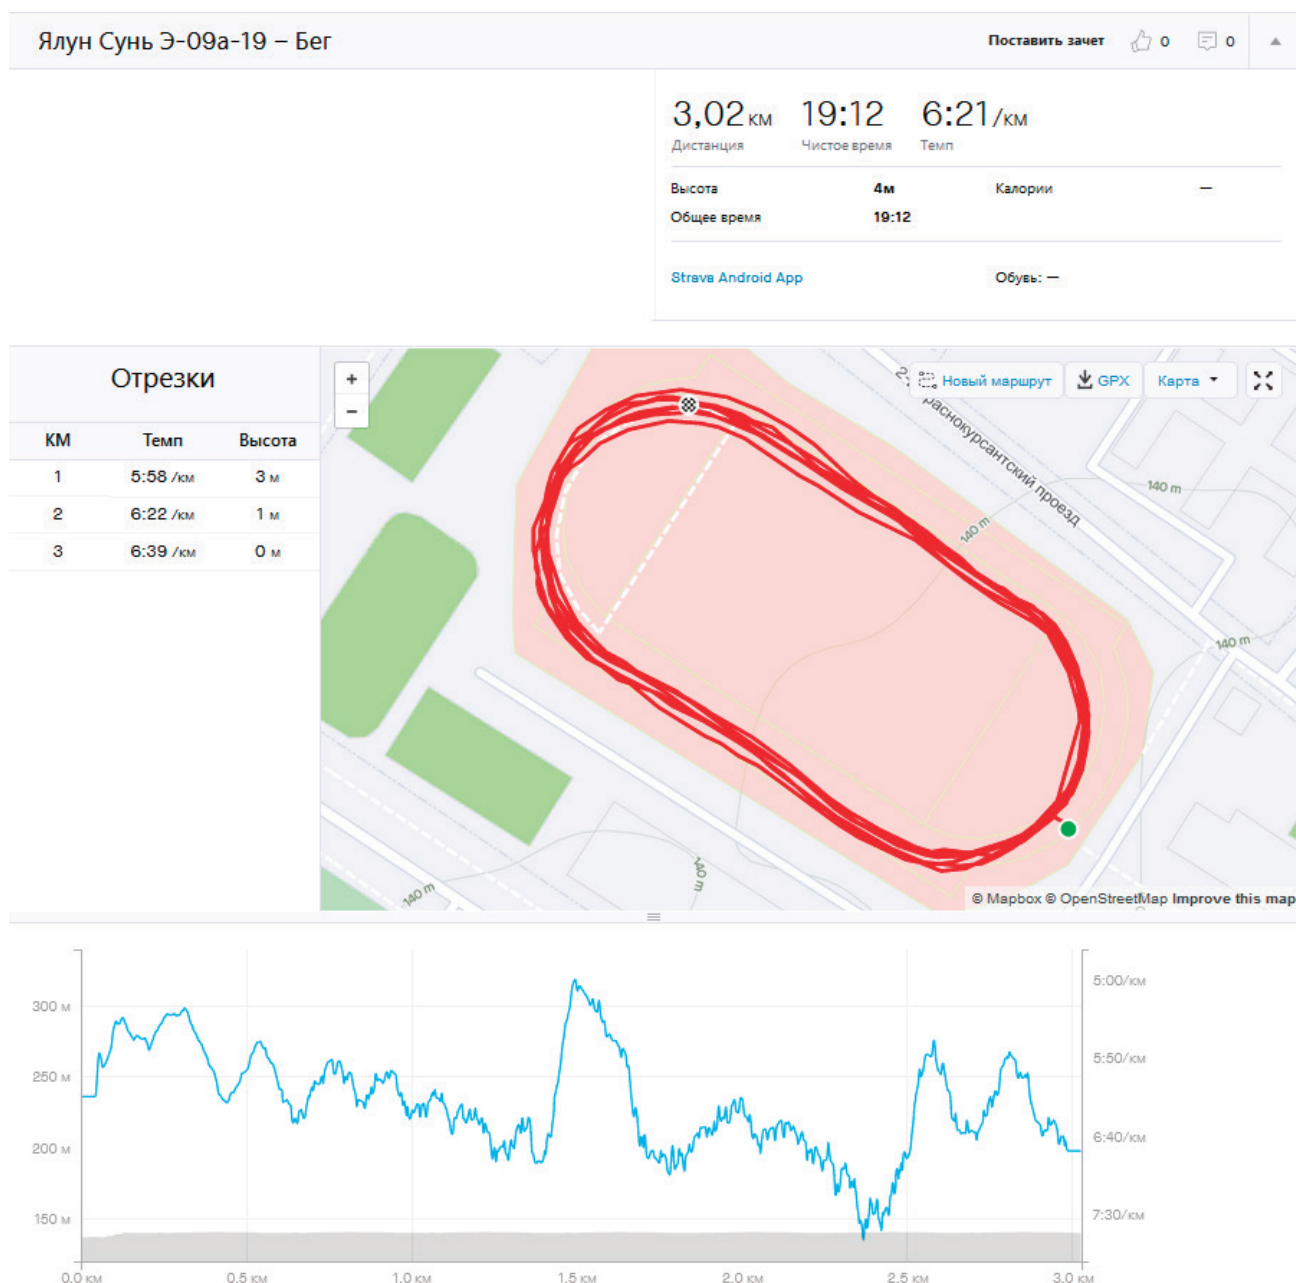 Ялун Сунь Э-09а-19 – Бег
Поставить зачет 0 0
3,02 км 19:12 6:21/км
Дистанция Чистое время Темп
Высота 4м Калории —
Общее время 19:12
Strava Android App Обувь: —
Отрезки
КМ Темп Высота
1 5:58 /км 3 м
2 6:22 /км 1 м
3 6:39 /км 0 м
+
−
Новый маршрут GPX Карта
Краснокурсантский проезд
140 m
140 m
140 m
140 m
140 m
© Mapbox © OpenStreetMap Improve this map
300 м
250 м
200 м
150 м
5:00/км
5:50/км
6:40/км
7:30/км
0.0 км 0.5 км 1.0 км 1.5 км 2.0 км 2.5 км 3.0 км